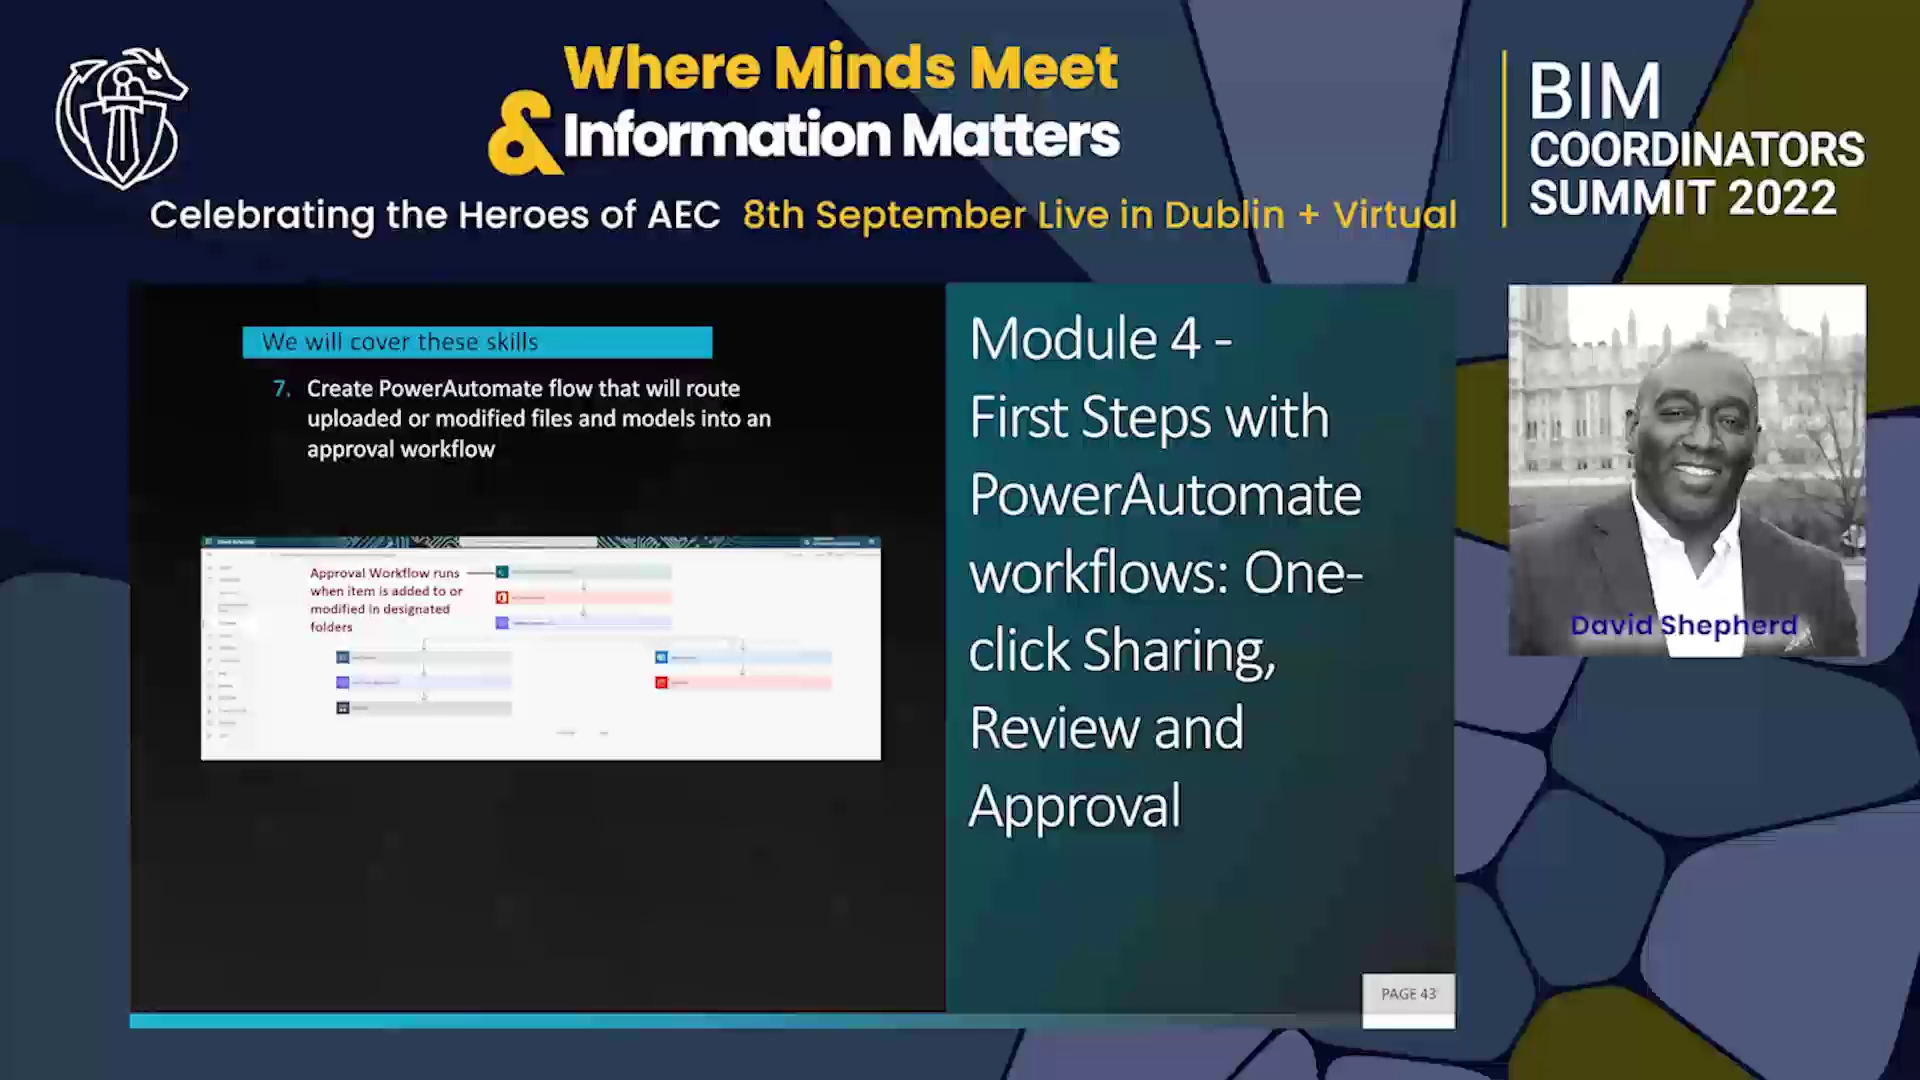 Where Minds Meet
& Information Matters
Celebrating the Heroes of AEC 8th September Live in Dublin + Virtual
BIM
COORDINATORS
SUMMIT 2022
We will cover these skills
7. Create PowerAutomate flow that will route
uploaded or modified files and models into an
approval workflow
Approval Workflow runs
when item is added to or
modified in designated
folders
Module 4 -
First Steps with
PowerAutomate
workflows: One-
click Sharing,
Review and
Approval
PAGE 43
David Shepherd